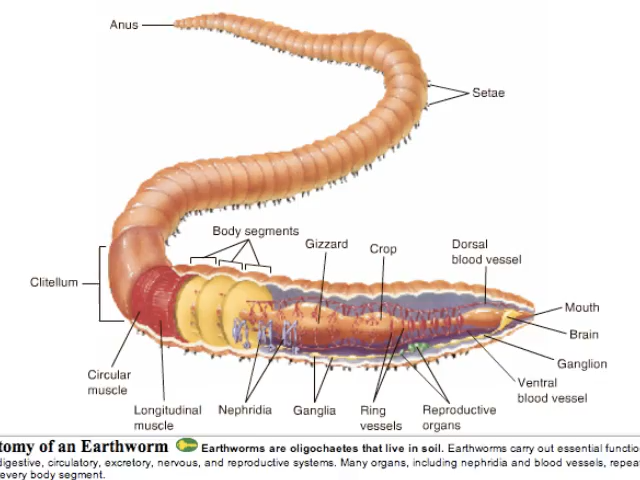 Anus
Setae
Body segments
Gizzard
Crop
Dorsal
blood vessel
Clitellum
Mouth
Brain
Ganglion
Ventral
blood vessel
Circular
muscle
Longitudinal
muscle
Nephridia
Ganglia
Ring
vessels
Reproductive
organs
tomy of an Earthworm Earthworms are oligochaetes that live in soil. Earthworms carry out essential function
digestive, circulatory, excretory, nervous, and reproductive systems. Many organs, including nephridia and blood vessels, repea
every body segment.